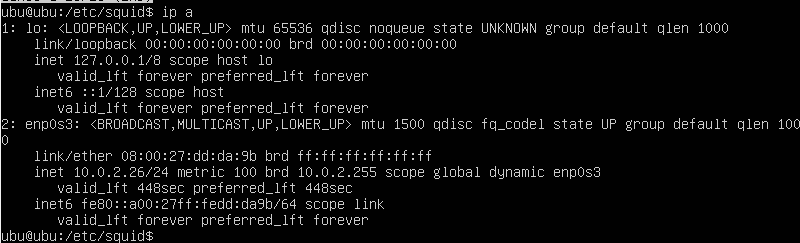 ubu@ubu:/etc/squid$ ip a
1: lo: <LOOPBACK,UP,LOWER_UP> mtu 65536 qdisc noqueue state UNKNOWN group default qlen 1000
    link/loopback 00:00:00:00:00:00 brd 00:00:00:00:00:00
    inet 127.0.0.1/8 scope host lo
       valid_lft forever preferred_lft forever
    inet6 ::1/128 scope host
       valid_lft forever preferred_lft forever
2: enp0s3: <BROADCAST,MULTICAST,UP,LOWER_UP> mtu 1500 qdisc fq_codel state UP group default qlen 100
0
    link/ether 08:00:27:dd:da:9b brd ff:ff:ff:ff:ff:ff
    inet 10.0.2.26/24 metric 100 brd 10.0.2.255 scope global dynamic enp0s3
       valid_lft 448sec preferred_lft 448sec
    inet6 fe80::a00:27ff:fedd:da9b/64 scope link
       valid_lft forever preferred_lft forever
ubu@ubu:/etc/squid$